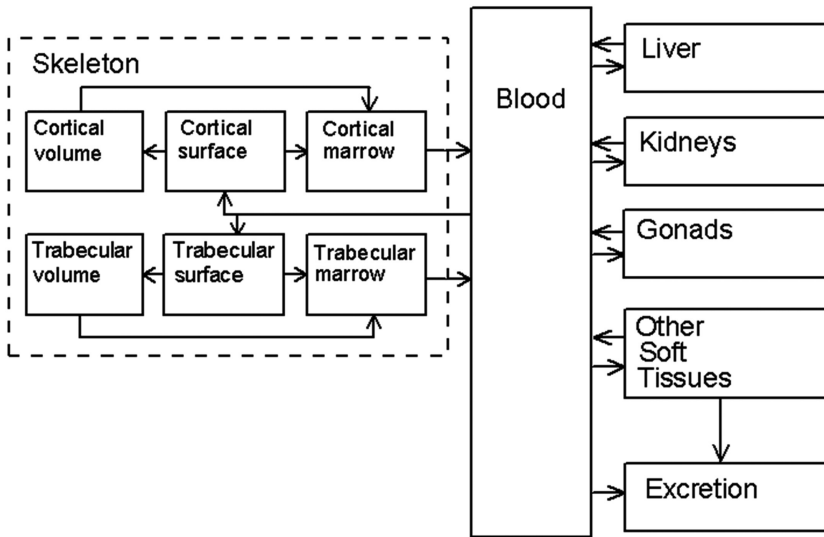 Skeleton
Cortical
volume
Cortical
surface
Cortical
marrow
Trabecular
volume
Trabecular
surface
Trabecular
marrow
Blood
Liver
Kidneys
Gonads
Other
Soft
Tissues
Excretion